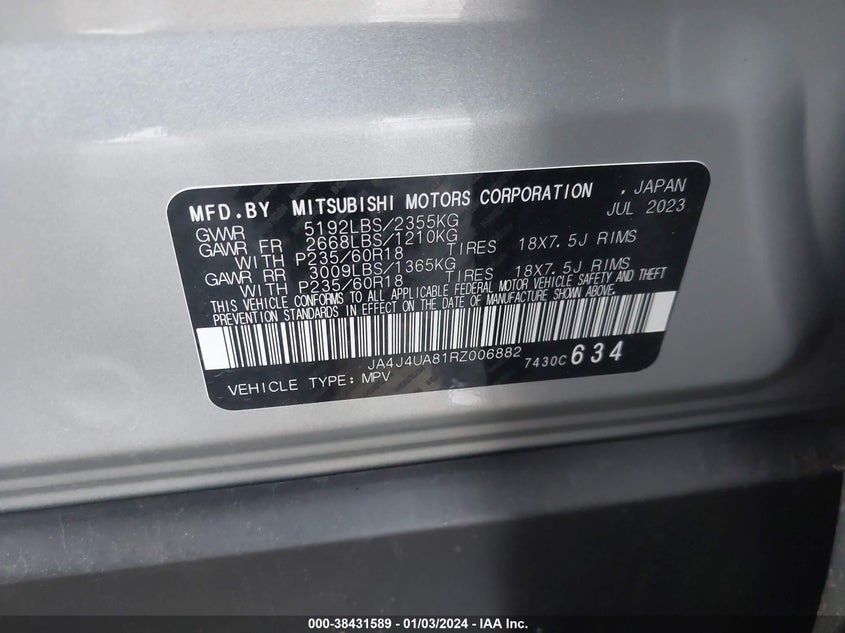 MFD.BY MITSUBISHI MOTORS CORPORATION . JAPAN
JUL 2023
GVWR 5192LBS/2355KG
GAWR FR 2668LBS/1210KG
WITH P235/60R18 TIRES 18X7.5J RIMS
GAWR RR 3009LBS/1365KG
WITH P235/60R18 TIRES 18X7.5J RIMS
THIS VEHICLE CONFORMS TO ALL APPLICABLE FEDERAL MOTOR VEHICLE SAFETY AND THEFT
PREVENTION STANDARDS IN EFFECT ON THE DATE OF MANUFACTURE SHOWN ABOVE.
JA4J4UA81RZ006882 7430C 634
VEHICLE TYPE: MPV
000-38431589 - 01/03/2024 - IAA Inc.